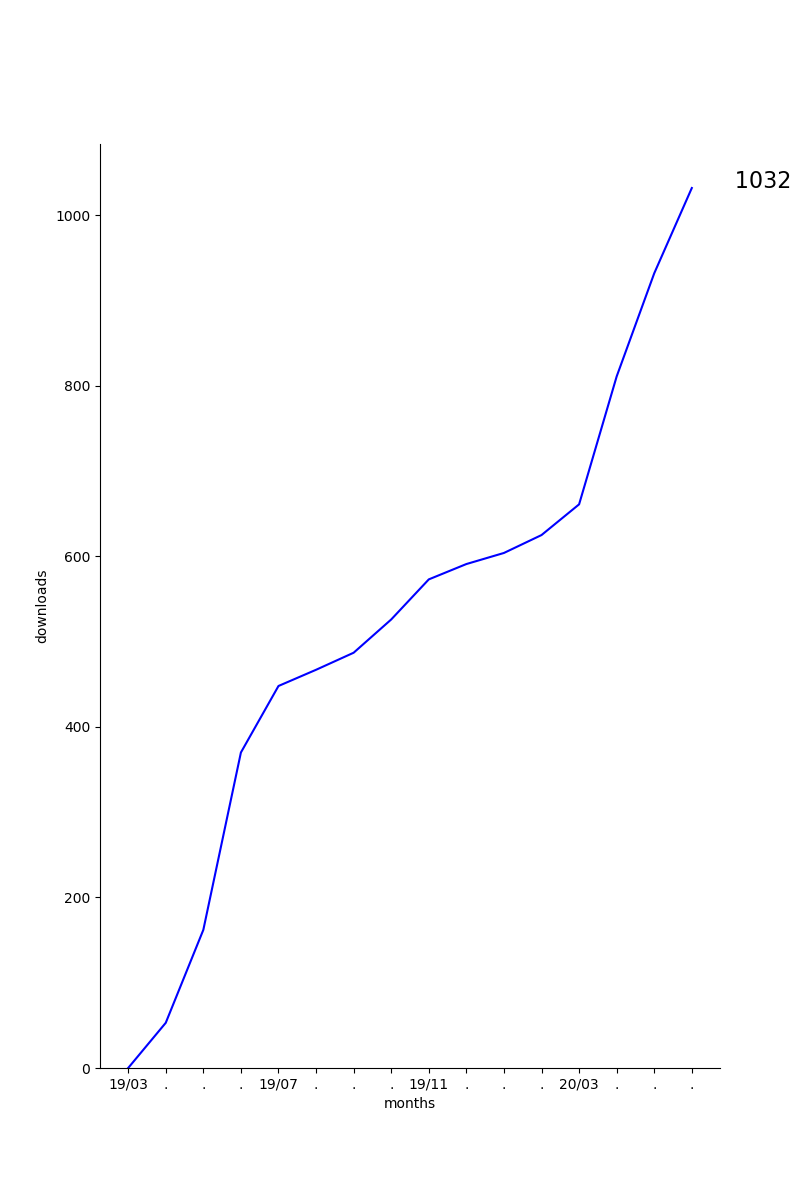 1032
1000
800
600
400
200
0
downloads
19/03 . . . 19/07 . . . 19/11 . . . 20/03 . . .
months